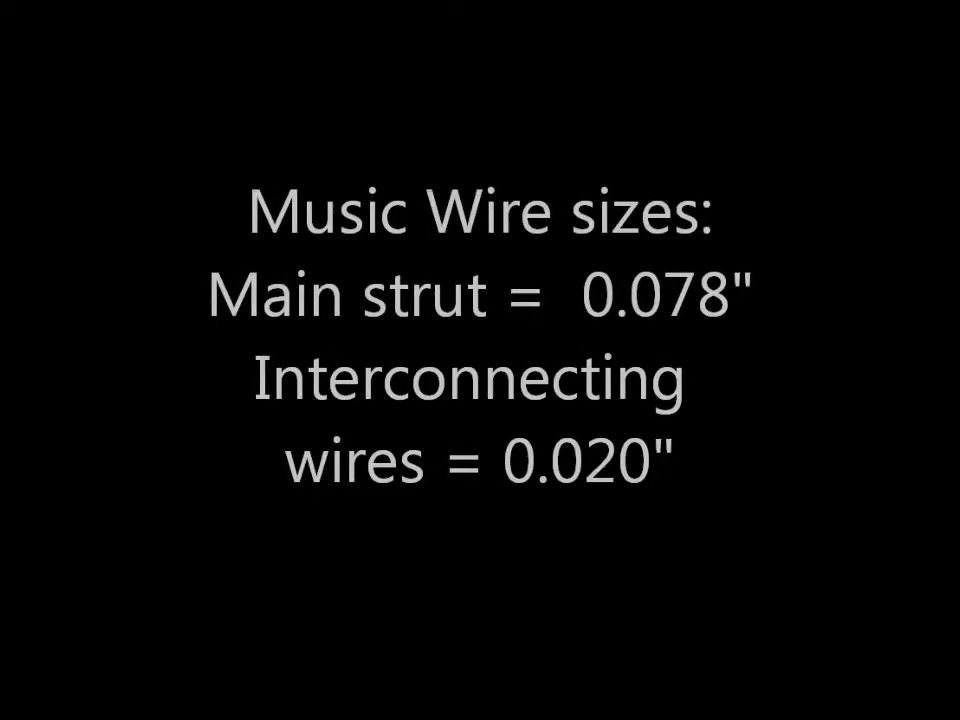 Music Wire sizes:
Main strut =  0.078"
Interconnecting
wires = 0.020"